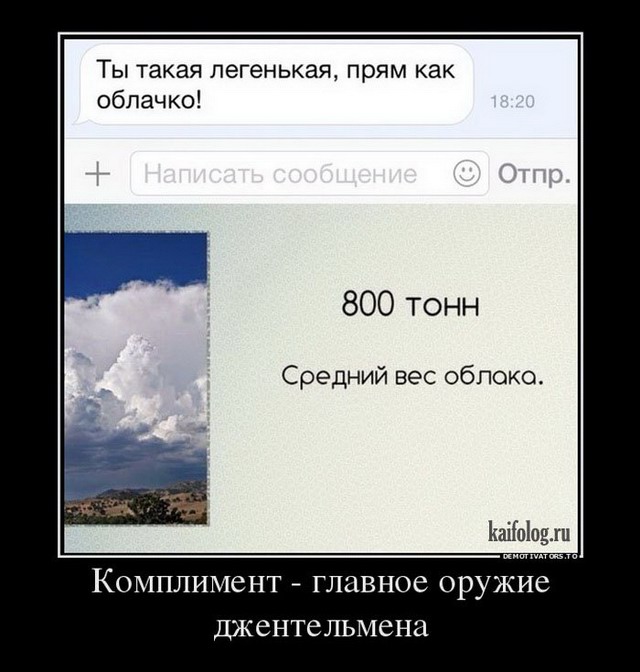 Ты такая легенькая, прям как
облачко!
18:20
+ Написать сообщение Отпр.
800 тонн
Средний вес облака.
kaifolog.ru
DEMOTIVATORS.TO
Комплимент - главное оружие
джентельмена